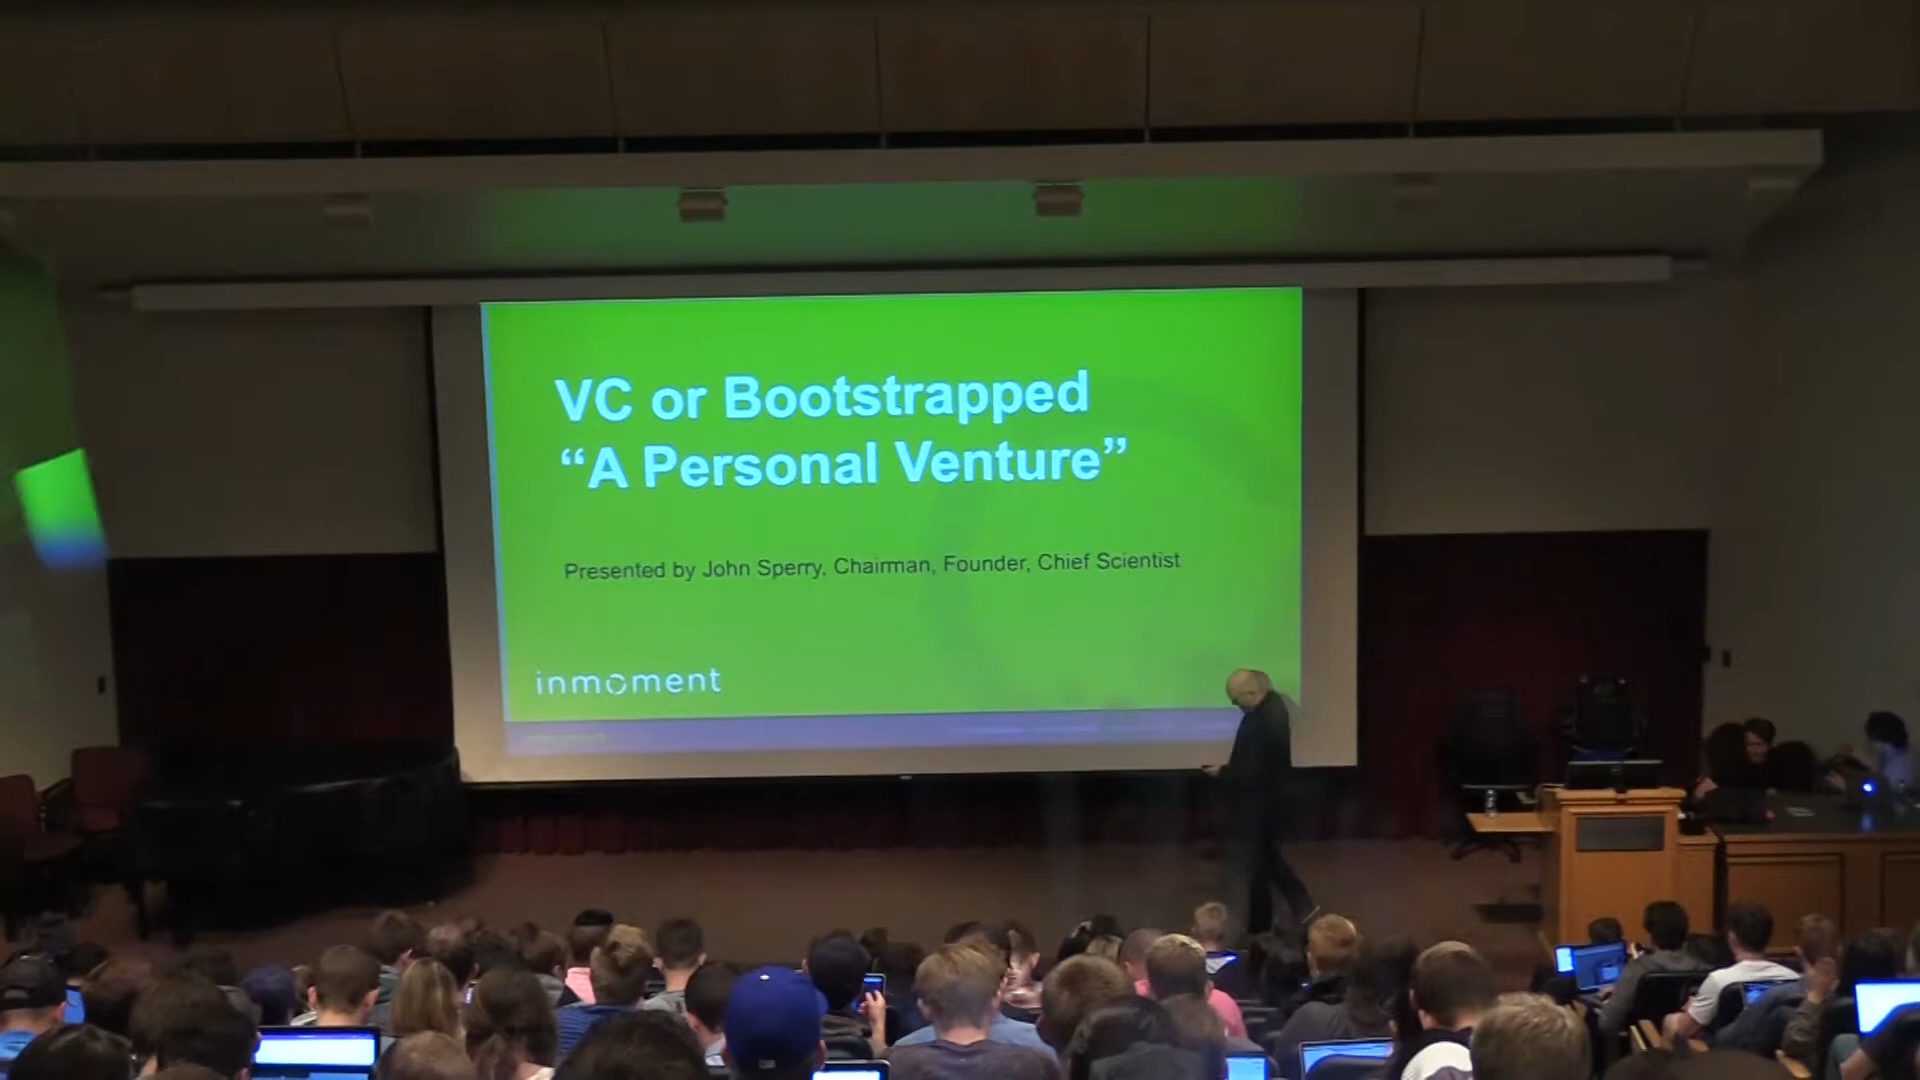 VC or Bootstrapped
“A Personal Venture”
Presented by John Sperry, Chairman, Founder, Chief Scientist
inmoment